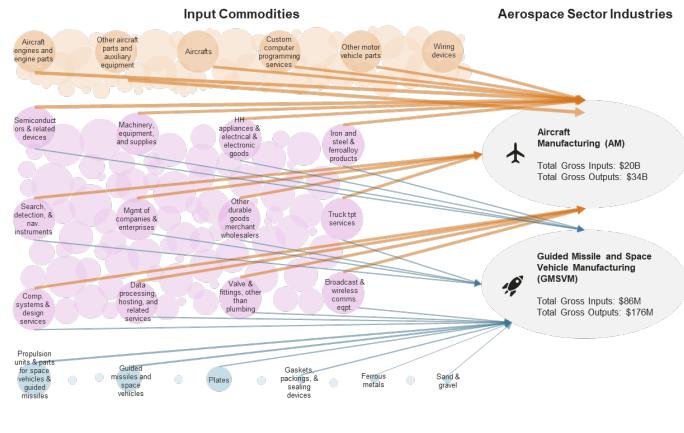 Input Commodities
Aerospace Sector Industries
Aircraft
engines and
engine parts
Other aircraft
parts and
auxiliary
equipment
Aircrafts
Custom
computer
programming
services
Other motor
vehicle parts
Wiring
devices
Semiconduct
ors & related
devices
Machinery,
equipment,
and supplies
HH
appliances &
electrical &
electronic
goods
Iron and
steel &
ferroalloy
products
Aircraft
Manufacturing (AM)
Total Gross Inputs: $20B
Total Gross Outputs: $34B
Search,
detection, &
nav.
instruments
Mgmt of
companies &
enterprises
Other
durable
goods
merchant
wholesalers
Truck tpt
services
Guided Missile and Space
Vehicle Manufacturing
(GMSVM)
Total Gross Inputs: $86M
Total Gross Outputs: $176M
Comp.
systems &
design
services
Data
processing,
hosting, and
related
services
Valve &
fittings, other
than
plumbing
Broadcast &
wireless
comms
eqpt.
Propulsion
units & parts
for space
vehicles &
guided
missiles
Guided
missiles and
space
vehicles
Plates
Gaskets,
packings, &
sealing
devices
Ferrous
metals
Sand &
gravel